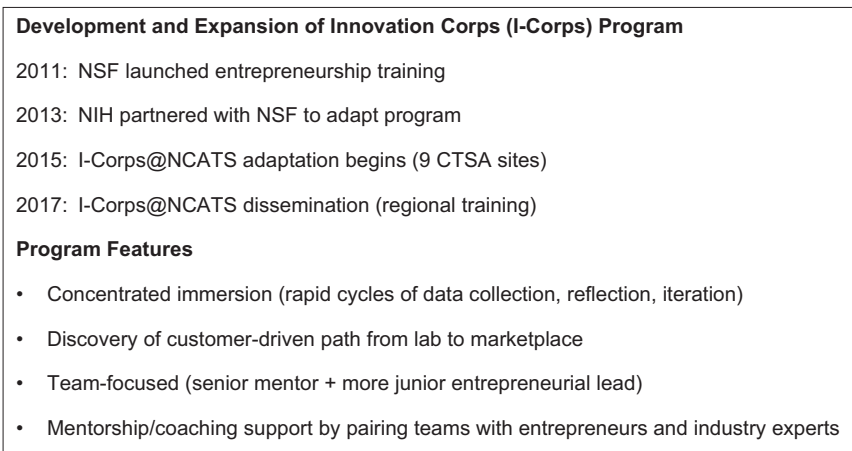 Development and Expansion of Innovation Corps (I-Corps) Program
2011: NSF launched entrepreneurship training
2013: NIH partnered with NSF to adapt program
2015: I-Corps@NCATS adaptation begins (9 CTSA sites)
2017: I-Corps@NCATS dissemination (regional training)
Program Features
• Concentrated immersion (rapid cycles of data collection, reflection, iteration)
• Discovery of customer-driven path from lab to marketplace
• Team-focused (senior mentor + more junior entrepreneurial lead)
• Mentorship/coaching support by pairing teams with entrepreneurs and industry experts